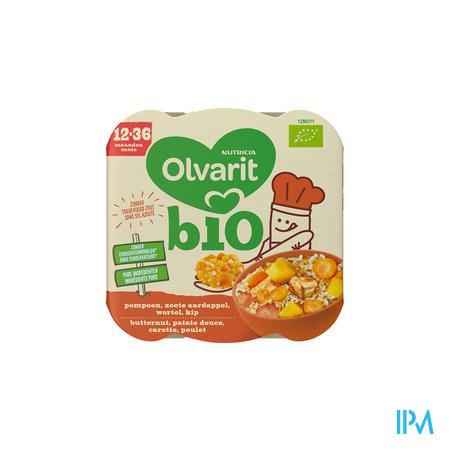 12M211
12-36
maanden
mois
NUTRICIA
Olvarit
bio
ZONDER
TOEGEVOEGD ZOUT
SANS SEL AJOUTÉ
ZONDER
CONSERVEERMIDDELEN*
SANS CONSERVATEURS*
PURE INGREDIËNTEN
INGRÉDIENTS PURS
pompoen, zoete aardappel,
wortel, kip
butternut, patate douce,
carotte, poulet
IPM